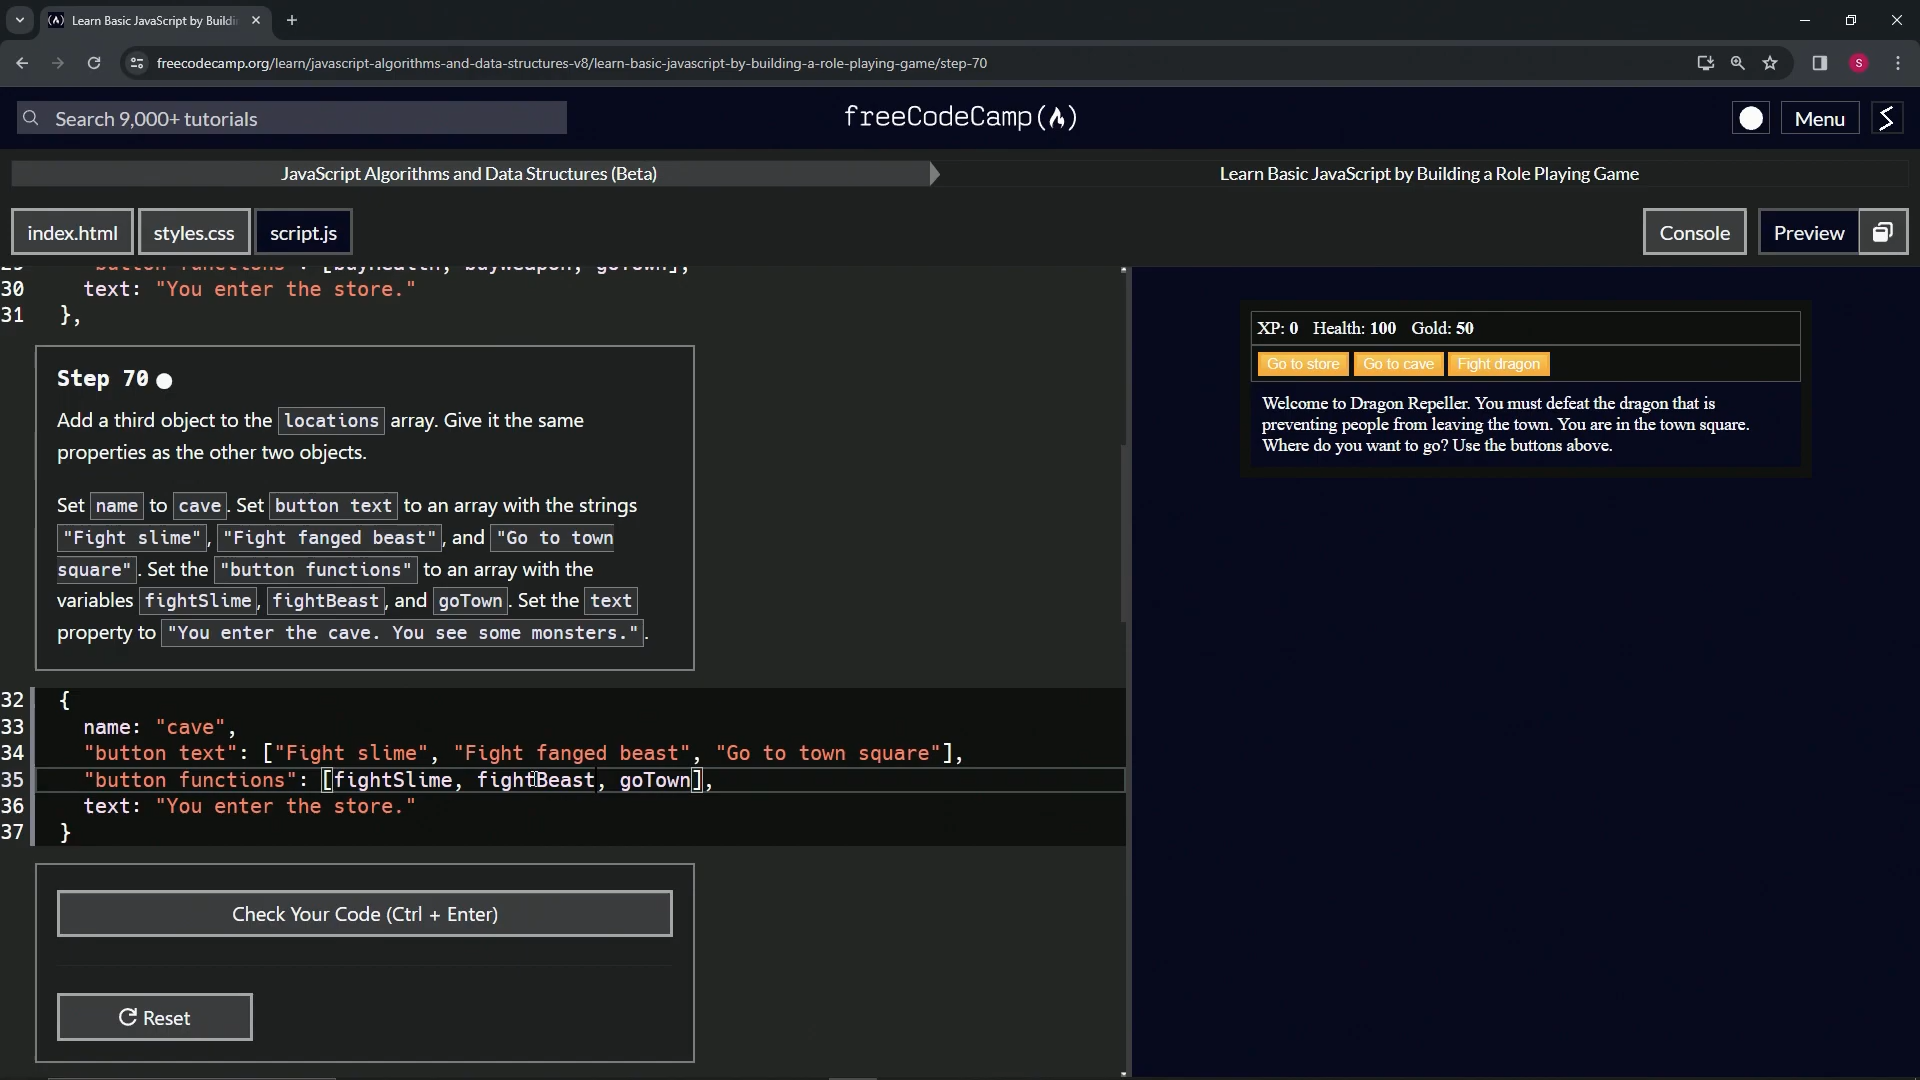 Learn Basic JavaScript by Buildi
freecodecamp.org/learn/javascript-algorithms-and-data-structures-v8/learn-basic-javascript-by-building-a-role-playing-game/step-70
S
Search 9,000+ tutorials
freeCodeCamp(🔥)
Menu
JavaScript Algorithms and Data Structures (Beta)
Learn Basic JavaScript by Building a Role Playing Game
index.html
styles.css
script.js
Console
Preview
29 "button functions": [buyHealth, buyWeapon, goTown],
30 text: "You enter the store."
31 },
Step 70
Add a third object to the locations array. Give it the same
properties as the other two objects.
Set name to cave. Set button text to an array with the strings
"Fight slime", "Fight fanged beast", and "Go to town
square". Set the "button functions" to an array with the
variables fightSlime, fightBeast, and goTown. Set the text
property to "You enter the cave. You see some monsters.".
32 {
33 name: "cave",
34 "button text": ["Fight slime", "Fight fanged beast", "Go to town square"],
35 "button functions": [fightSlime, fightBeast, goTown],
36 text: "You enter the store."
37 }
Check Your Code (Ctrl + Enter)
Reset
XP: 0 Health: 100 Gold: 50
Go to store
Go to cave
Fight dragon
Welcome to Dragon Repeller. You must defeat the dragon that is
preventing people from leaving the town. You are in the town square.
Where do you want to go? Use the buttons above.